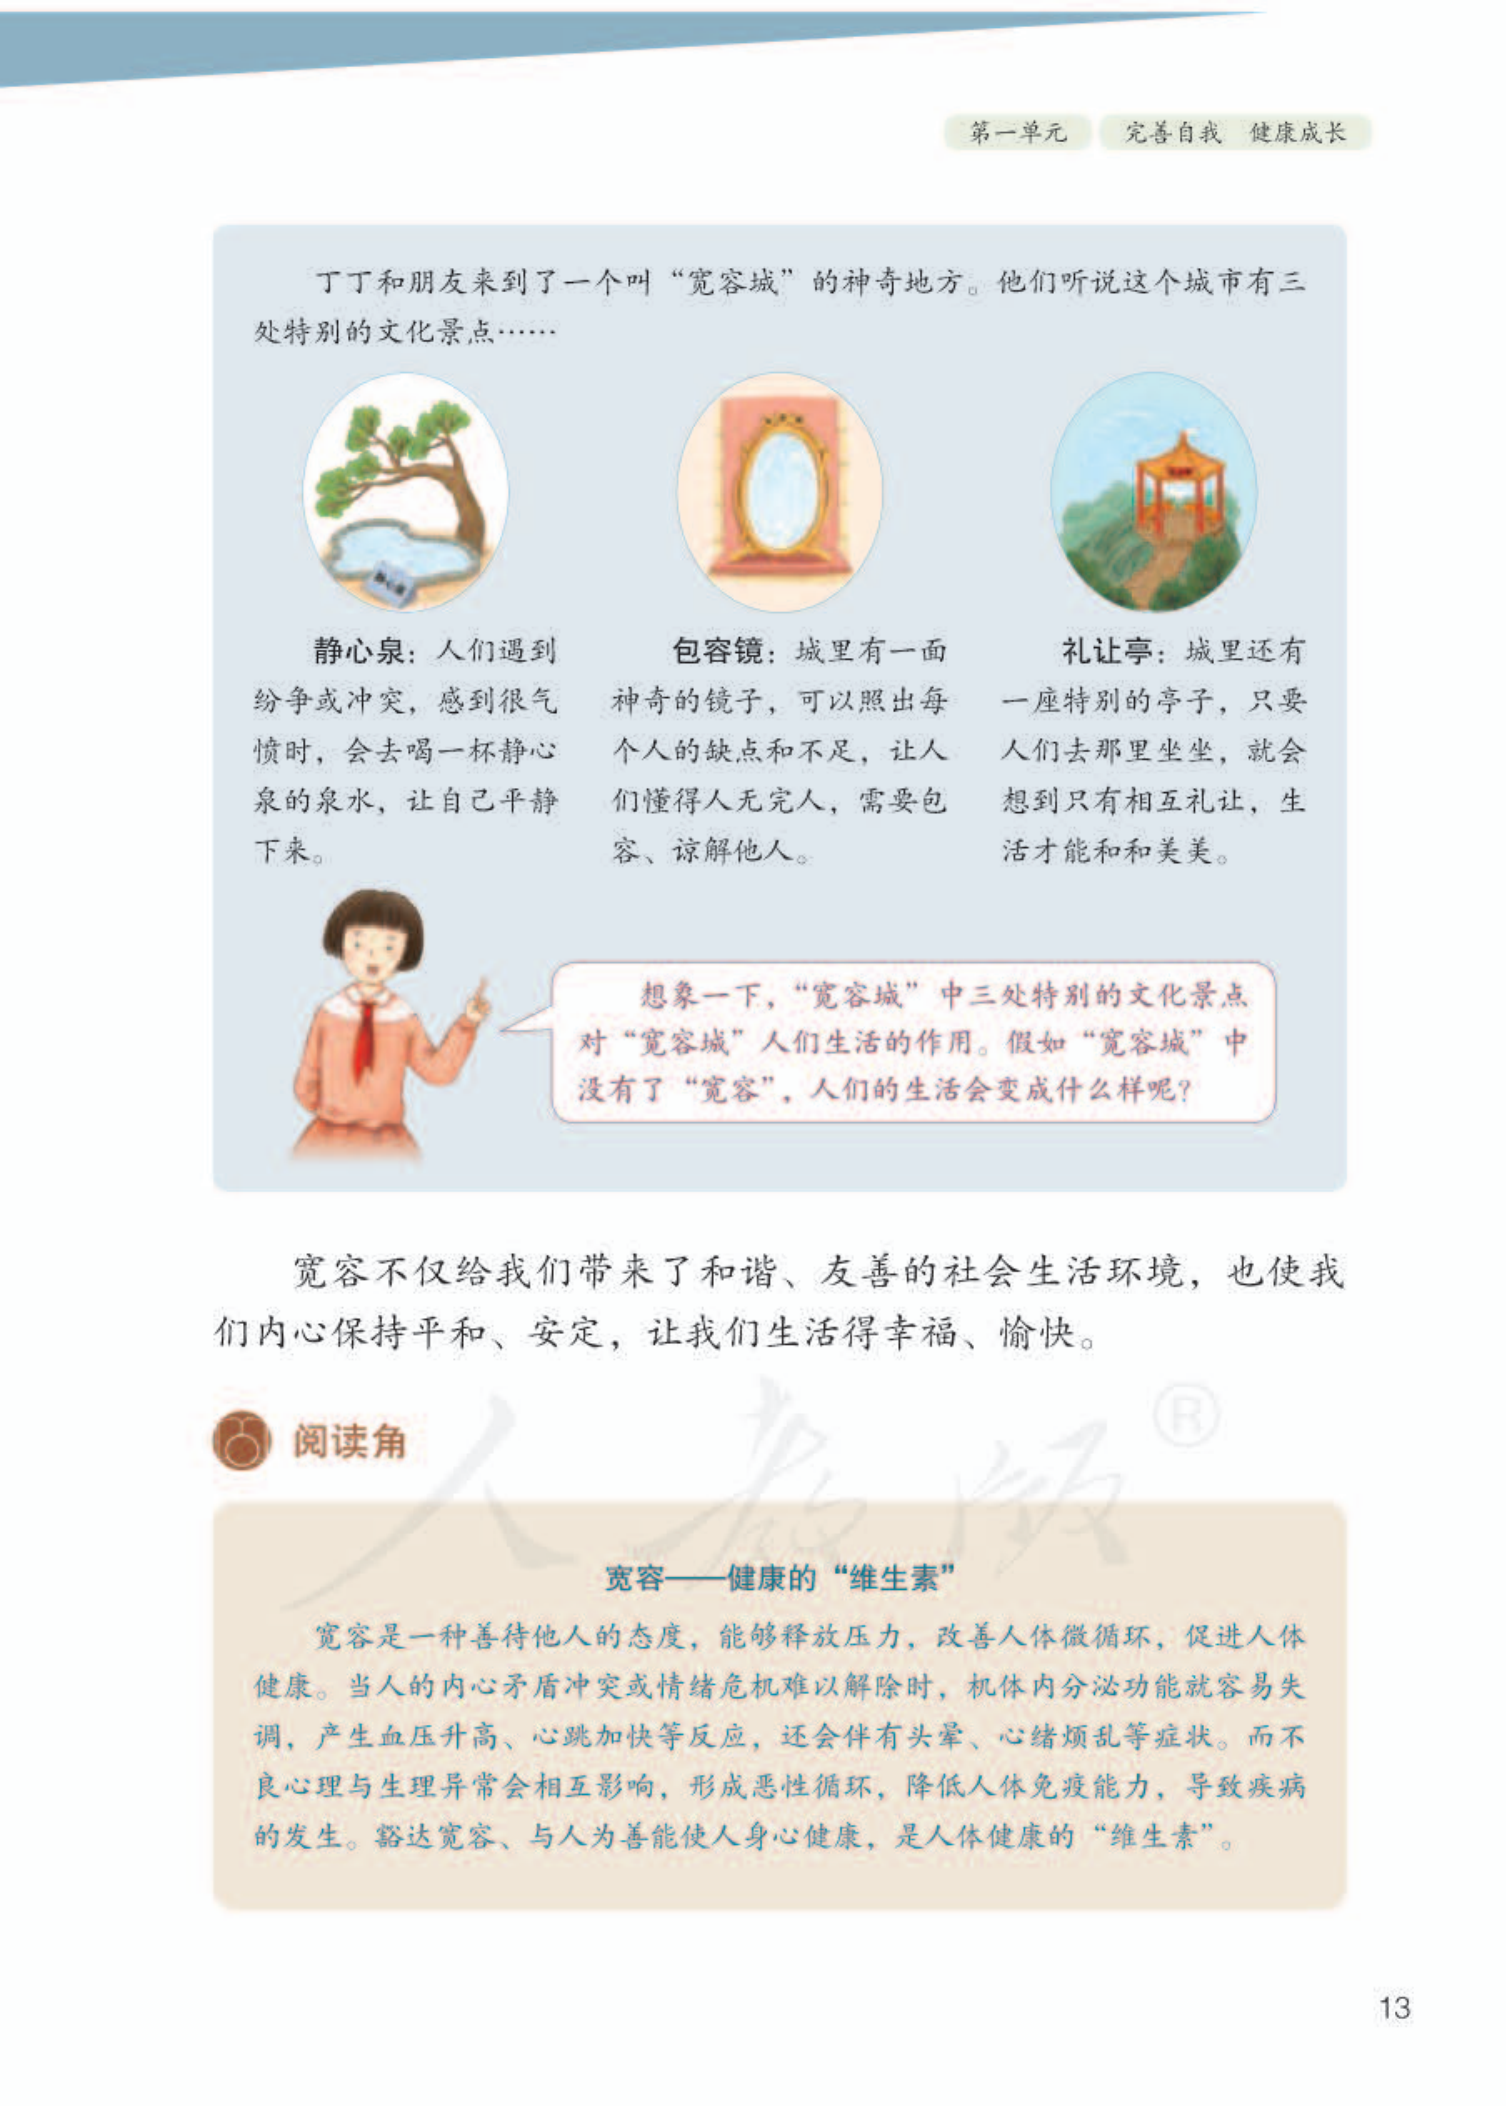 第一单元 完善自我 健康成长
丁丁和朋友来到了一个叫“宽容城”的神奇地方。他们听说这个城市有三
处特别的文化景点……
静心泉
静心泉：人们遇到
纷争或冲突，感到很气
愤时，会去喝一杯静心
泉的泉水，让自己平静
下来。
包容镜：城里有一面
神奇的镜子，可以照出每
个人的缺点和不足，让人
们懂得人无完人，需要包
容、谅解他人。
礼让亭：城里还有
一座特别的亭子，只要
人们去那里坐坐，就会
想到只有相互礼让，生
活才能和和美美。
想象一下，“宽容城”中三处特别的文化景点
对“宽容城”人们生活的作用。假如“宽容城”中
没有了“宽容”，人们的生活会变成什么样呢？
宽容不仅给我们带来了和谐、友善的社会生活环境，也使我
们内心保持平和、安定，让我们生活得幸福、愉快。
人教版®
阅读角
宽容——健康的“维生素”
宽容是一种善待他人的态度，能够释放压力，改善人体微循环，促进人体
健康。当人的内心矛盾冲突或情绪危机难以解除时，机体内分泌功能就容易失
调，产生血压升高、心跳加快等反应，还会伴有头晕、心绪烦乱等症状。而不
良心理与生理异常会相互影响，形成恶性循环，降低人体免疫能力，导致疾病
的发生。豁达宽容、与人为善能使人身心健康，是人体健康的“维生素”。
13